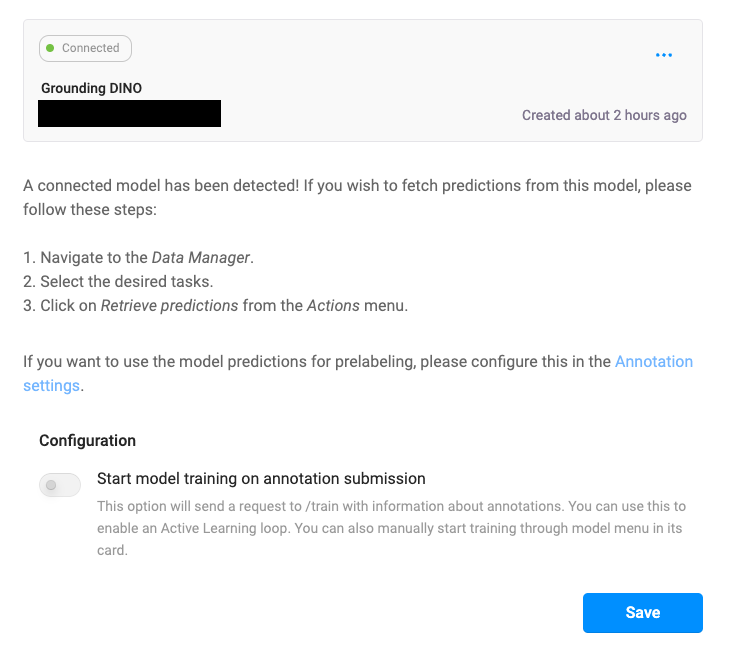 Connected
Grounding DINO
Created about 2 hours ago
A connected model has been detected! If you wish to fetch predictions from this model, please
follow these steps:
1. Navigate to the Data Manager.
2. Select the desired tasks.
3. Click on Retrieve predictions from the Actions menu.
If you want to use the model predictions for prelabeling, please configure this in the Annotation
settings.
Configuration
Start model training on annotation submission
This option will send a request to /train with information about annotations. You can use this to
enable an Active Learning loop. You can also manually start training through model menu in its
card.
Save